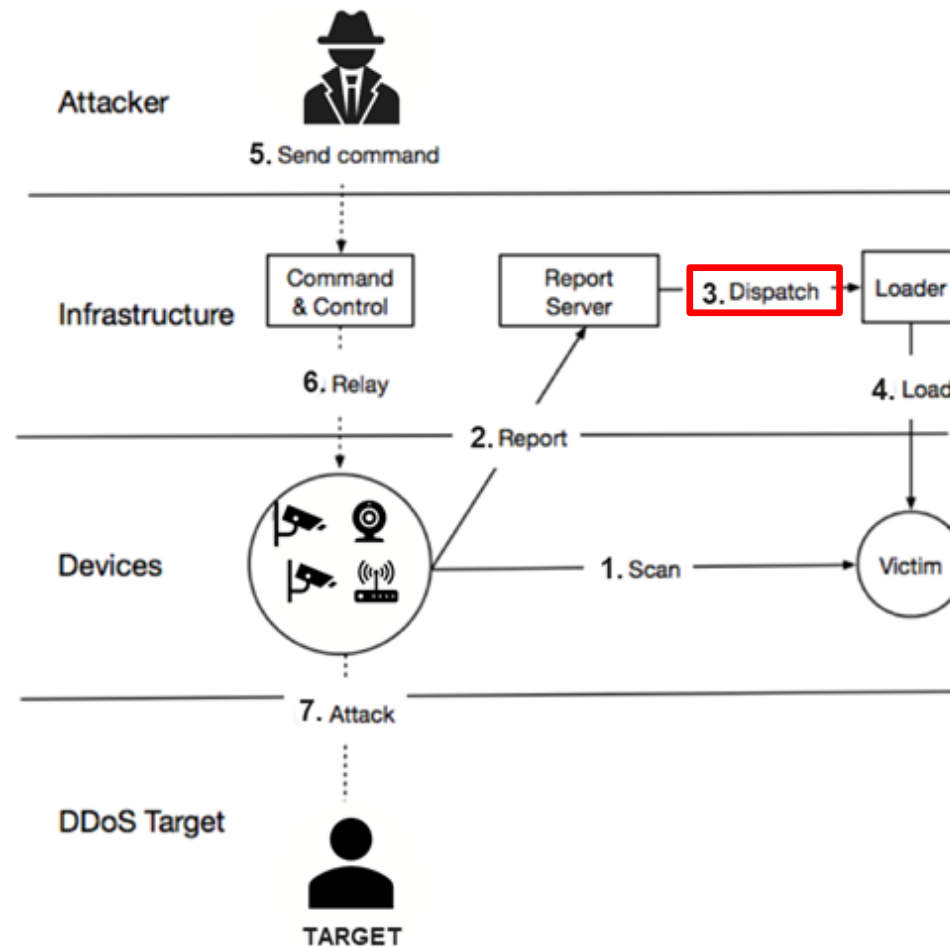 Attacker
5. Send command
Infrastructure
Command
& Control
Report
Server
3. Dispatch
Loader
6. Relay
4. Load
2. Report
Devices
1. Scan
Victim
7. Attack
DDoS Target
TARGET